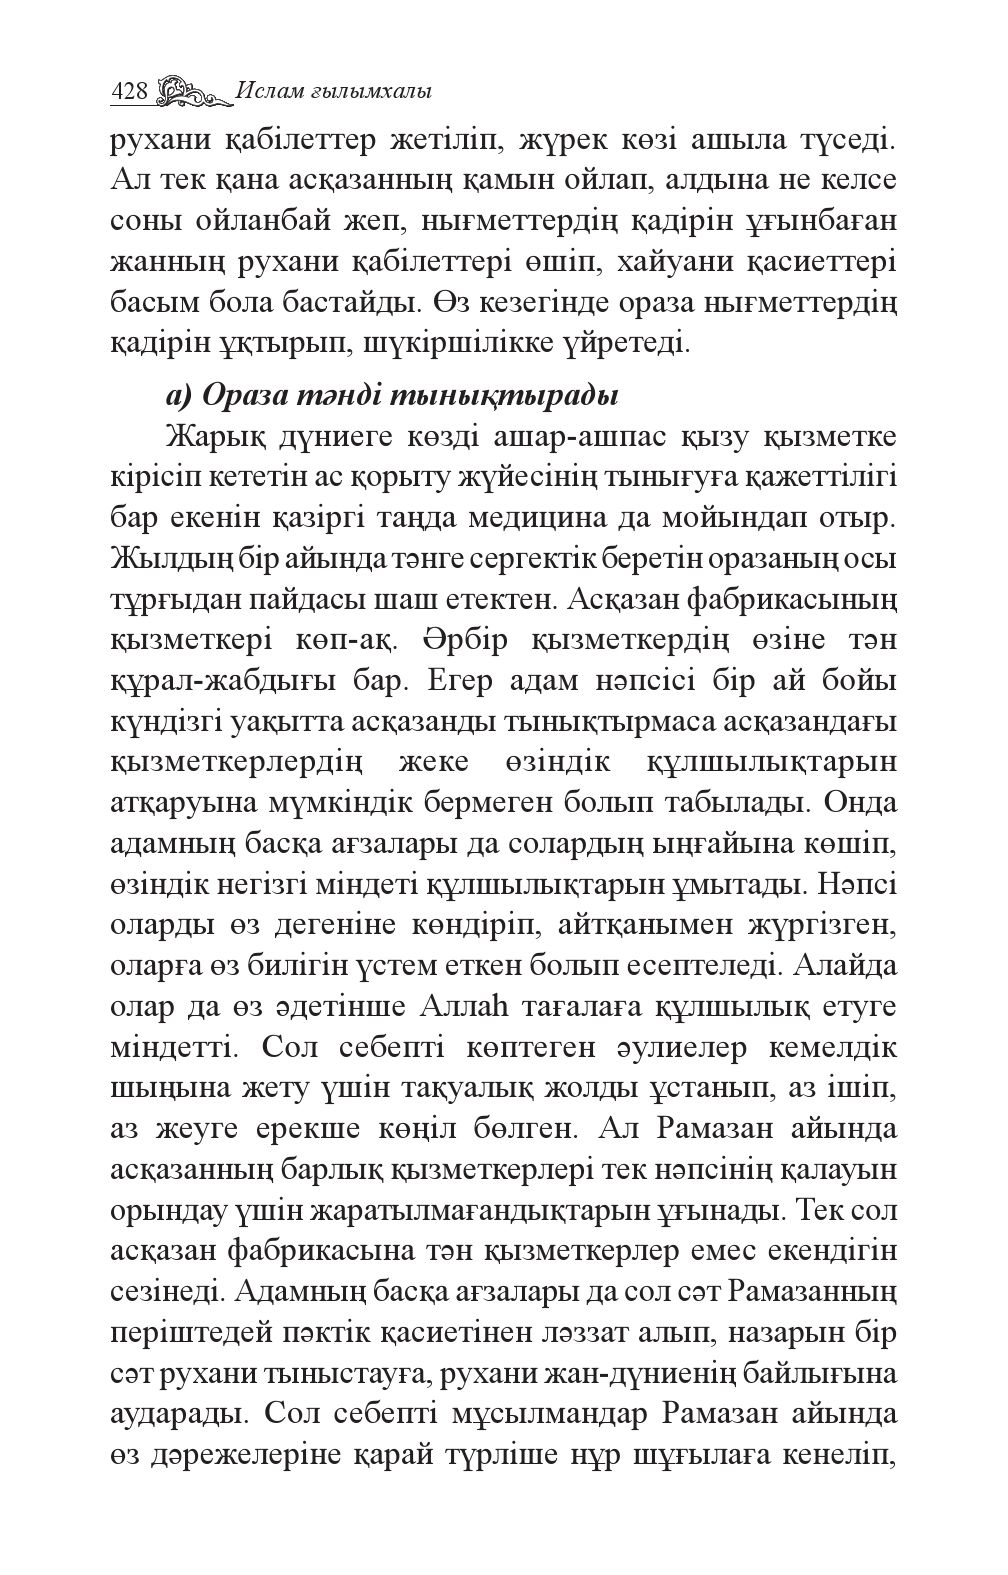 428 Ислам ғылымхалы
рухани қабілеттер жетіліп, жүрек көзі ашыла түседі.
Ал тек қана асқазанның қамын ойлап, алдына не келсе
соны ойланбай жеп, нығметтердің қадірін ұғынбаған
жанның рухани қабілеттері өшіп, хайуани қасиеттері
басым бола бастайды. Өз кезегінде ораза нығметтердің
қадірін ұқтырып, шүкіршілікке үйретеді.
а) Ораза тәнді тынықтырады
Жарық дүниеге көзді ашар-ашпас қызу қызметке
кірісіп кететін ас қорыту жүйесінің тынығуға қажеттілігі
бар екенін қазіргі таңда медицина да мойындап отыр.
Жылдың бір айында тәнге сергектік беретін оразаның осы
тұрғыдан пайдасы шаш етектен. Асқазан фабрикасының
қызметкері көп-ақ. Әрбір қызметкердің өзіне тән
құрал-жабдығы бар. Егер адам нәпсісі бір ай бойы
күндізгі уақытта асқазанды тынықтырмаса асқазандағы
қызметкерлердің жеке өзіндік құлшылықтарын
атқаруына мүмкіндік бермеген болып табылады. Онда
адамның басқа ағзалары да солардың ыңғайына көшіп,
өзіндік негізгі міндеті құлшылықтарын ұмытады. Нәпсі
оларды өз дегеніне көндіріп, айтқанымен жүргізген,
оларға өз билігін үстем еткен болып есептеледі. Алайда
олар да өз әдетінше Аллаһ тағалаға құлшылық етуге
міндетті. Сол себепті көптеген әулиелер кемелдік
шыңына жету үшін тақуалық жолды ұстанып, аз ішіп,
аз жеуге ерекше көңіл бөлген. Ал Рамазан айында
асқазанның барлық қызметкерлері тек нәпсінің қалауын
орындау үшін жаратылмағандықтарын ұғынады. Тек сол
асқазан фабрикасына тән қызметкерлер емес екендігін
сезінеді. Адамның басқа ағзалары да сол сәт Рамазанның
періштедей пәктік қасиетінен ләззат алып, назарын бір
сәт рухани тыныстауға, рухани жан-дүниенің байлығына
аударады. Сол себепті мұсылмандар Рамазан айында
өз дәрежелеріне қарай түрліше нұр шұғылаға кенеліп,